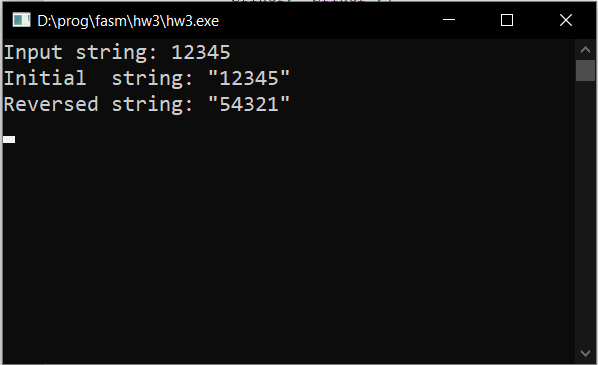 D:\prog\fasm\hw3\hw3.exe
Input string: 12345
Initial  string: "12345"
Reversed string: "54321"